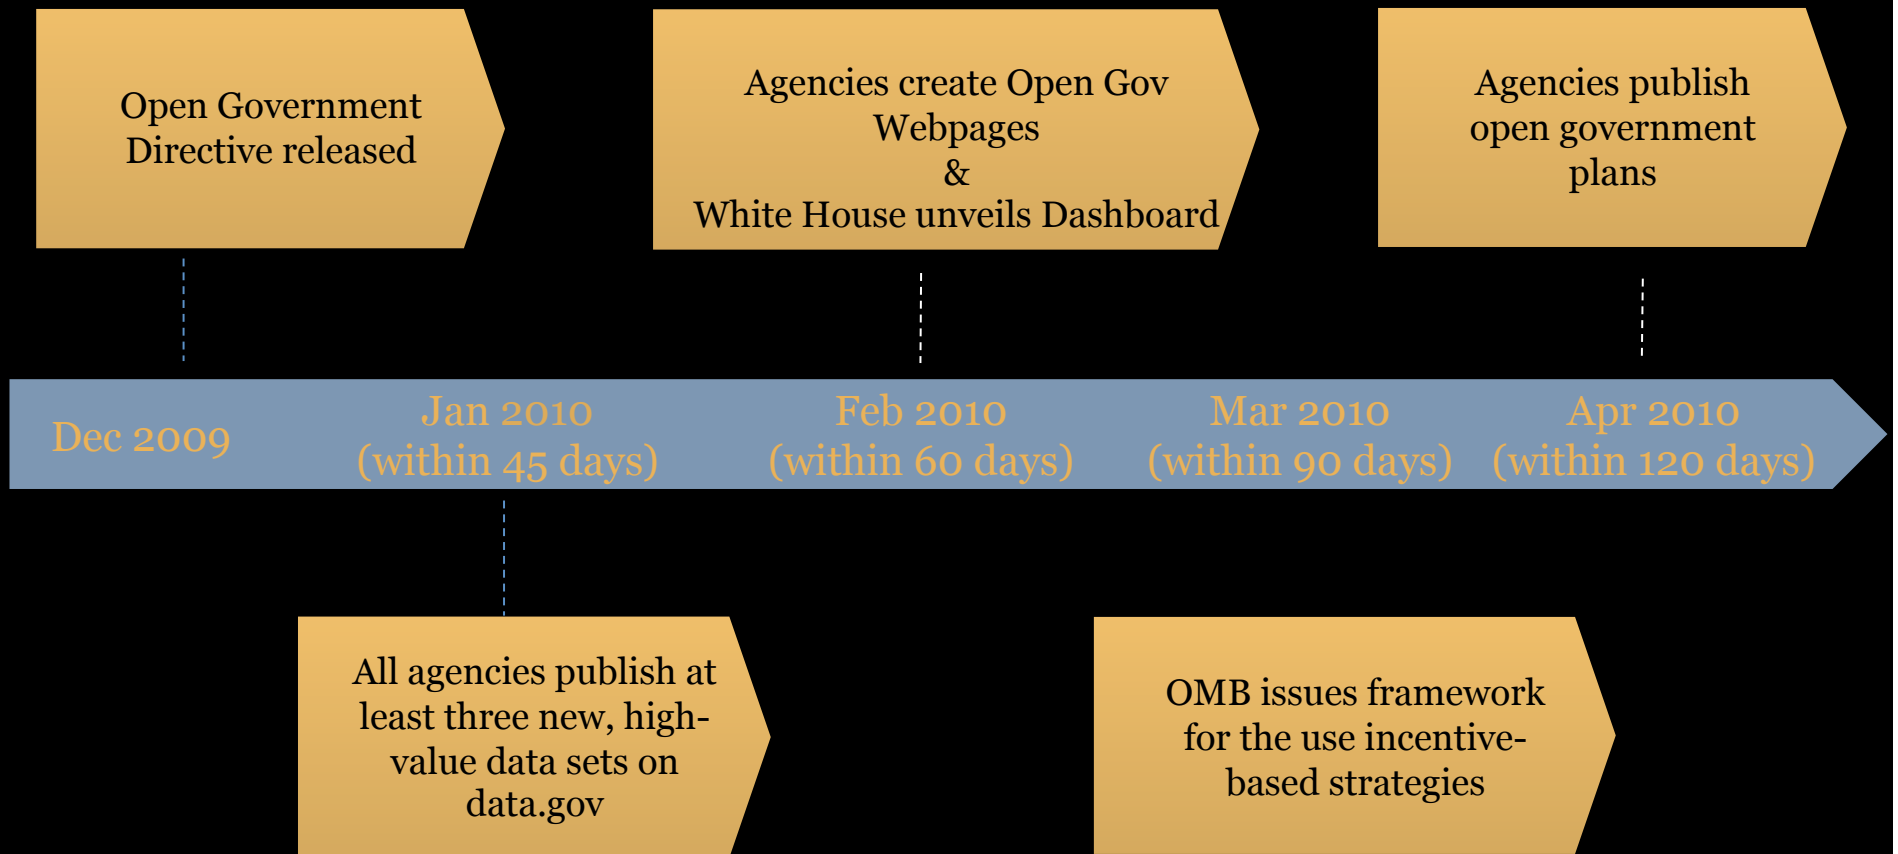 Open Government
Directive released
Agencies create Open Gov
Webpages
&
White House unveils Dashboard
Agencies publish
open government
plans
Dec 2009
Jan 2010
(within 45 days)
Feb 2010
(within 60 days)
Mar 2010
(within 90 days)
Apr 2010
(within 120 days)
All agencies publish at
least three new, high-
value data sets on
data.gov
OMB issues framework
for the use incentive-
based strategies